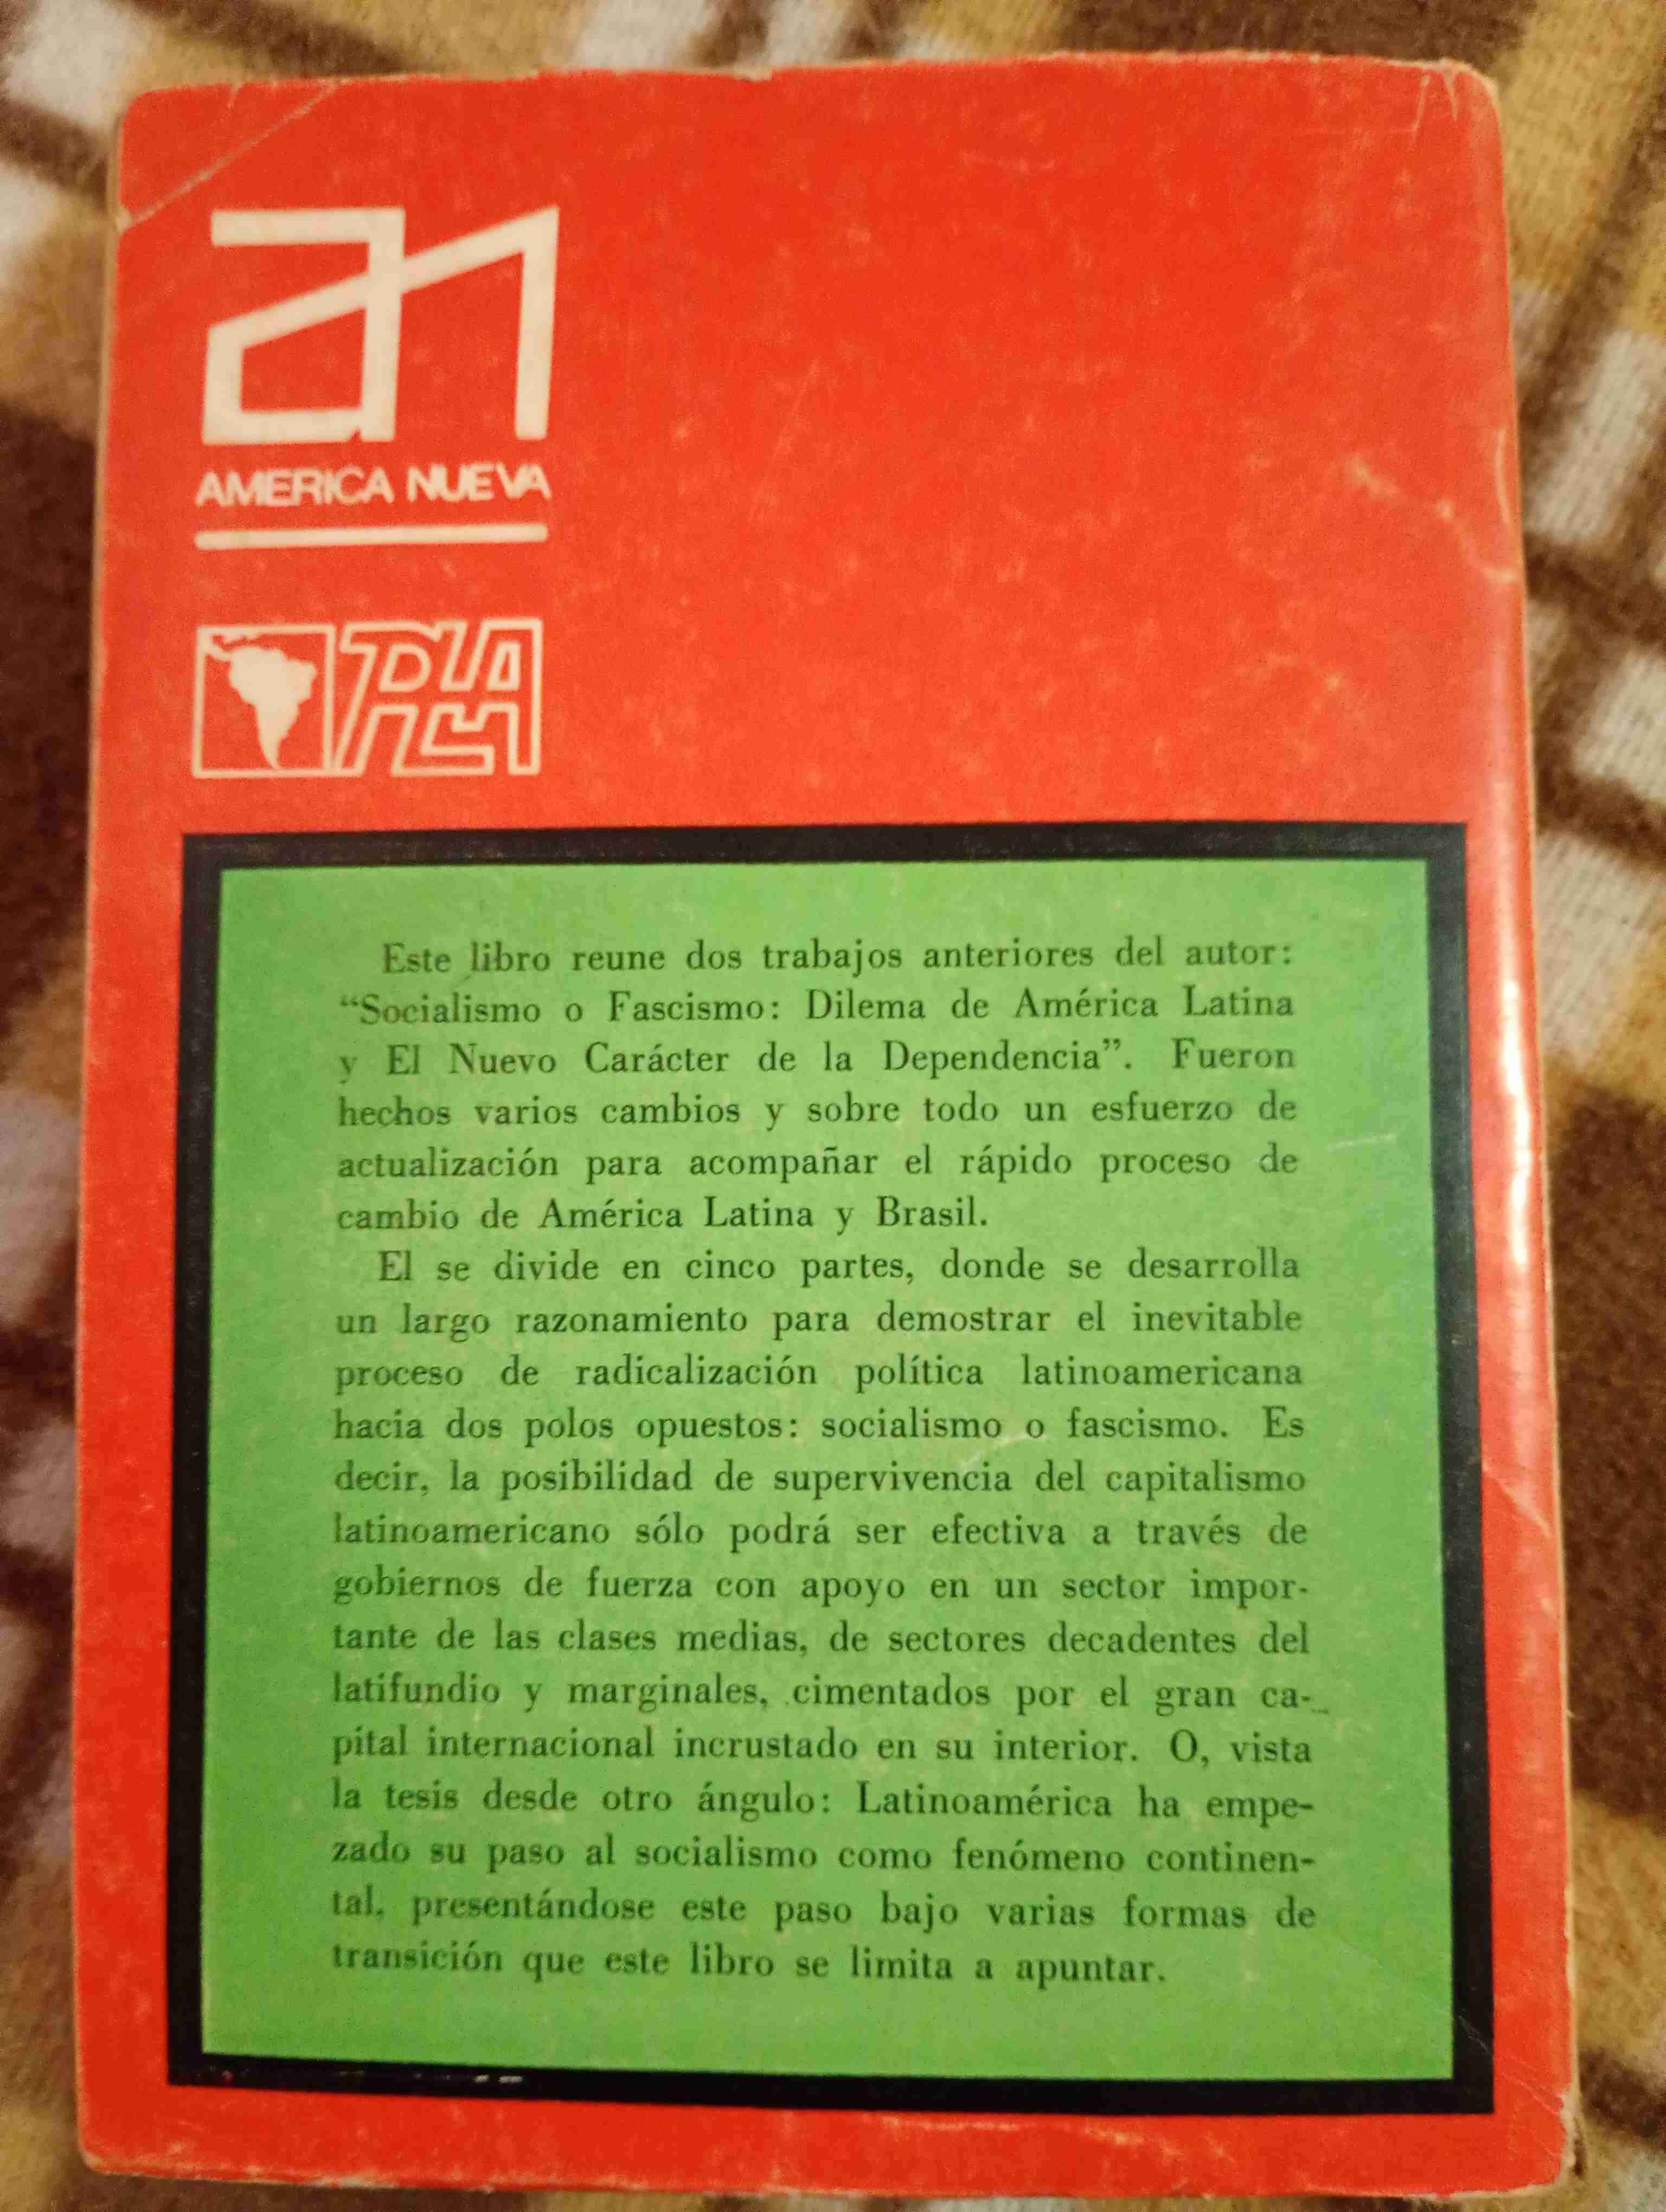 an
AMERICA NUEVA
PLA
Este libro reune dos trabajos anteriores del autor:
“Socialismo o Fascismo: Dilema de América Latina
y El Nuevo Carácter de la Dependencia”. Fueron
hechos varios cambios y sobre todo un esfuerzo de
actualización para acompañar el rápido proceso de
cambio de América Latina y Brasil.
El se divide en cinco partes, donde se desarrolla
un largo razonamiento para demostrar el inevitable
proceso de radicalización política latinoamericana
hacia dos polos opuestos: socialismo o fascismo. Es
decir, la posibilidad de supervivencia del capitalismo
latinoamericano sólo podrá ser efectiva a través de
gobiernos de fuerza con apoyo en un sector impor-
tante de las clases medias, de sectores decadentes del
latifundio y marginales, cimentados por el gran ca-
pital internacional incrustado en su interior. O, vista
la tesis desde otro ángulo: Latinoamérica ha empe-
zado su paso al socialismo como fenómeno continen-
tal, presentándose este paso bajo varias formas de
transición que este libro se limita a apuntar.